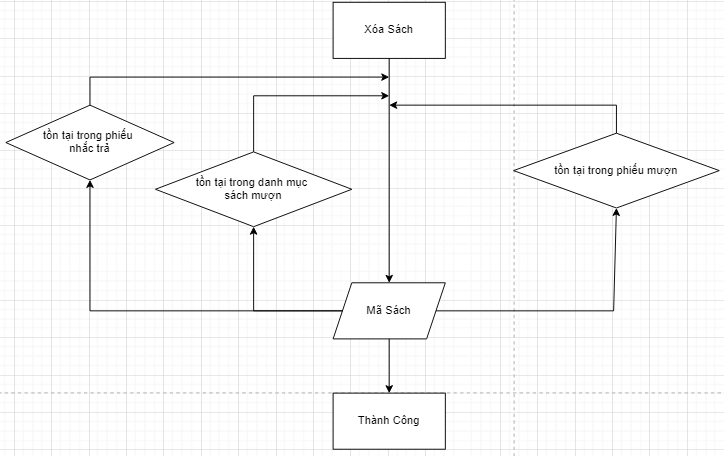 Xóa Sách
tồn tại trong phiếu
nhắc trả
tồn tại trong danh mục
sách mượn
tồn tại trong phiếu mượn
Mã Sách
Thành Công